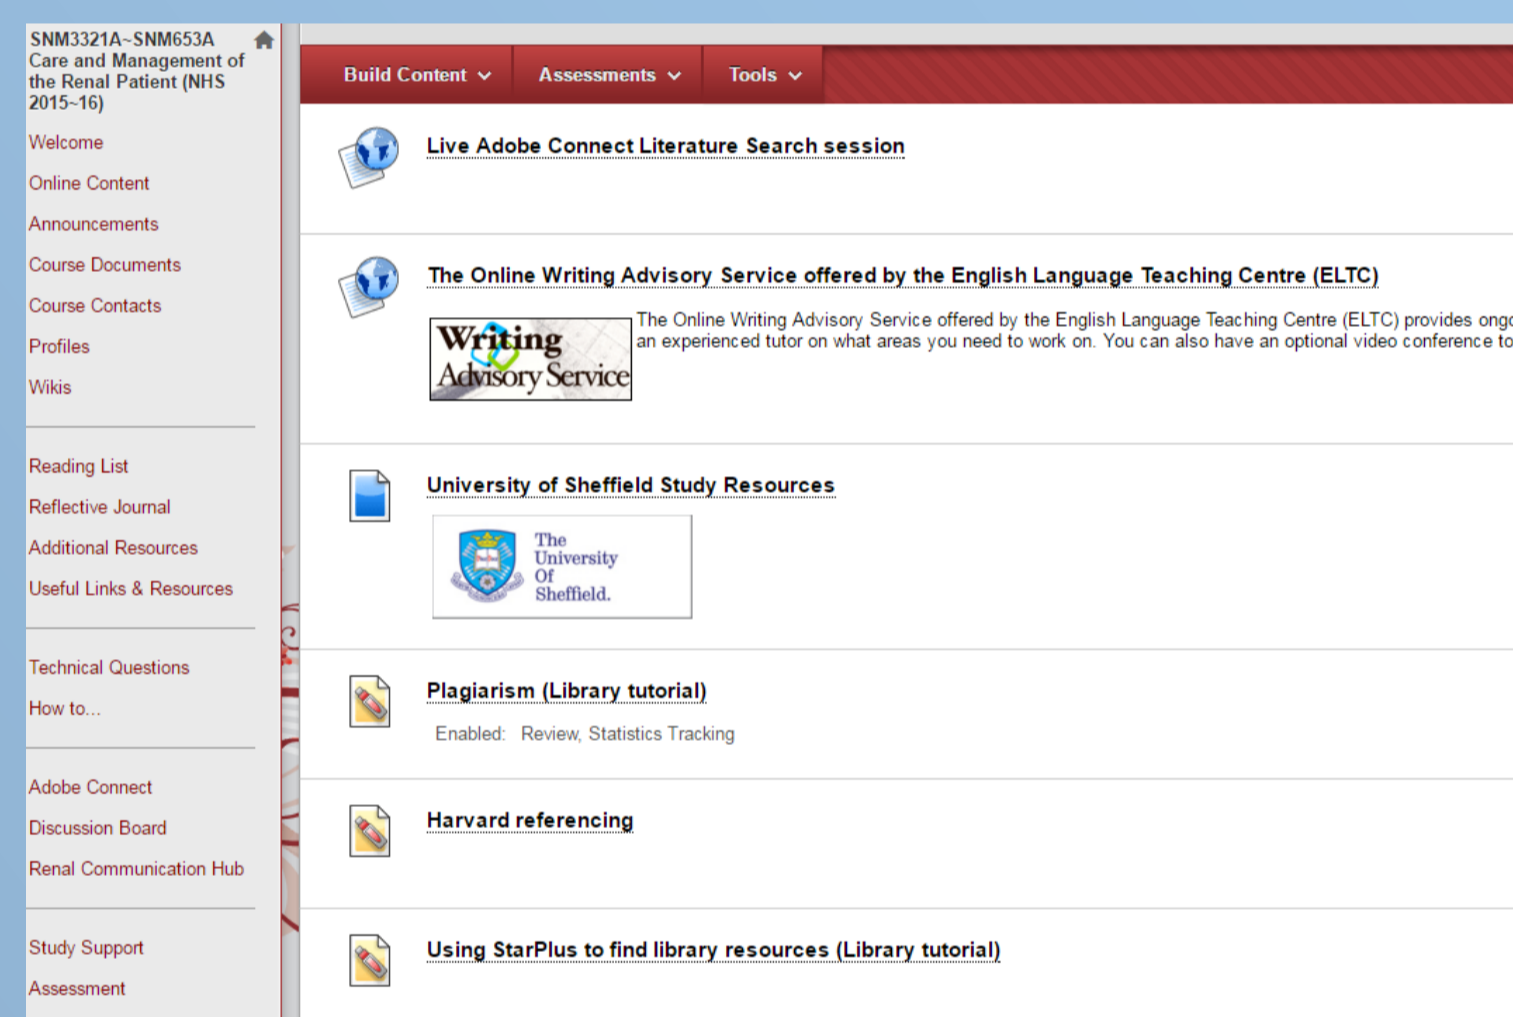 SNM3321A~SNM653A
Care and Management of
the Renal Patient (NHS
2015~16)
Welcome
Online Content
Announcements
Course Documents
Course Contacts
Profiles
Wikis
Reading List
Reflective Journal
Additional Resources
Useful Links & Resources
Technical Questions
How to...
Adobe Connect
Discussion Board
Renal Communication Hub
Study Support
Assessment
Build Content
Assessments
Tools
Live Adobe Connect Literature Search session
The Online Writing Advisory Service offered by the English Language Teaching Centre (ELTC)
Writing
Advisory Service
The Online Writing Advisory Service offered by the English Language Teaching Centre (ELTC) provides
an experienced tutor on what areas you need to work on. You can also have an optional video conference to
University of Sheffield Study Resources
The
University
Of
Sheffield.
Plagiarism (Library tutorial)
Enabled: Review, Statistics Tracking
Harvard referencing
Using StarPlus to find library resources (Library tutorial)